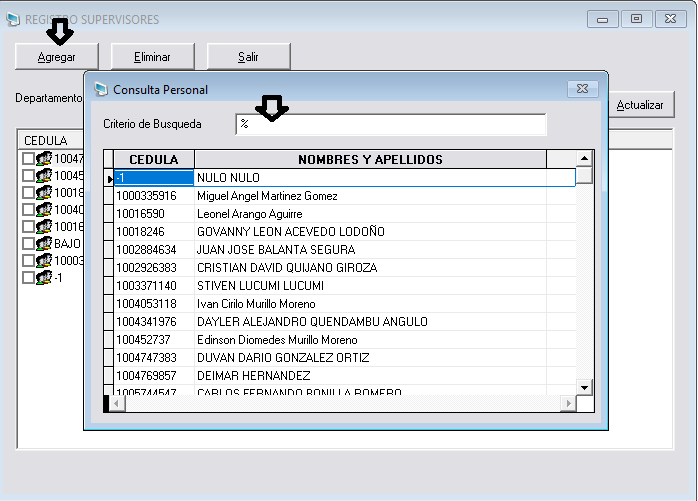 REGISTRO SUPERVISORES
Agregar Eliminar Salir
Departamento
Actualizar
CEDULA
10047
10045
10018
10040
10016
BAJO
10003
-1
Consulta Personal
Criterio de Busqueda %
CEDULA NOMBRES Y APELLIDOS
-1 NULO NULO
1000335916 Miguel Angel Martinez Gomez
10016590 Leonel Arango Aguirre
10018246 GOVANNY LEON ACEVEDO LODOÑO
1002884634 JUAN JOSE BALANTA SEGURA
1002926383 CRISTIAN DAVID QUIJANO GIROZA
1003371140 STIVEN LUCUMI LUCUMI
1004053118 Ivan Cirilo Murillo Moreno
1004341976 DAYLER ALEJANDRO QUENDAMBU ANGULO
100452737 Edinson Diomedes Murillo Moreno
1004747383 DUVAN DARIO GONZALEZ ORTIZ
1004769857 DEIMAR HERNANDEZ
1005744547 CARLOS FERNANDO BONILLA ROMERO